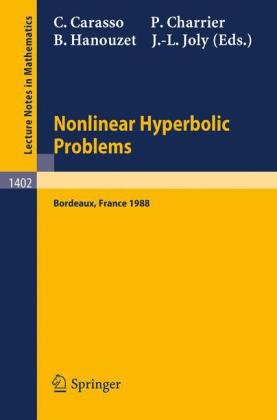 C. Carasso P. Charrier
B. Hanouzet J.-L. Joly (Eds.)
Lecture Notes in Mathematics
Nonlinear Hyperbolic
Problems
1402
Bordeaux, France 1988
Springer